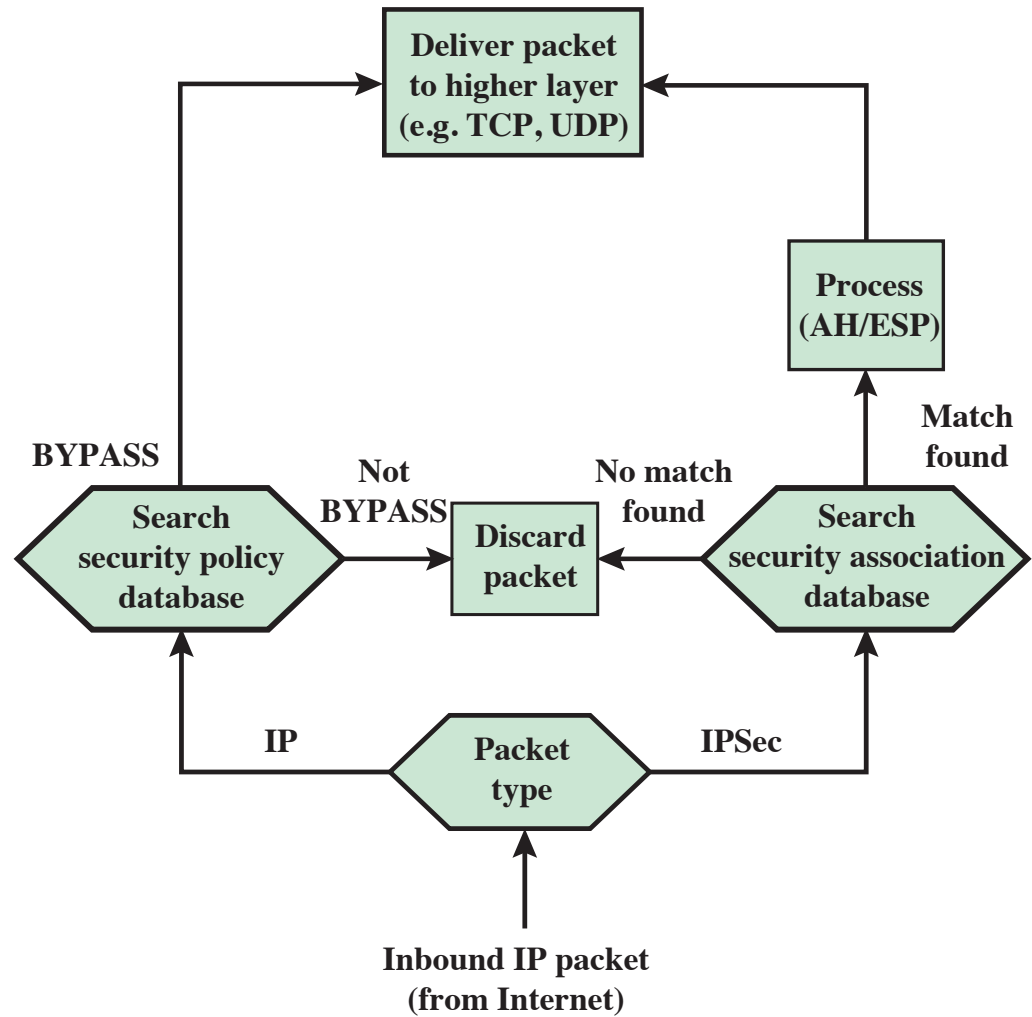 Deliver packet
to higher layer
(e.g. TCP, UDP)
Process
(AH/ESP)
BYPASS
Not
BYPASS
No match
found
Match
found
Search
security policy
database
Discard
packet
Search
security association
database
IP
Packet
type
IPSec
Inbound IP packet
(from Internet)